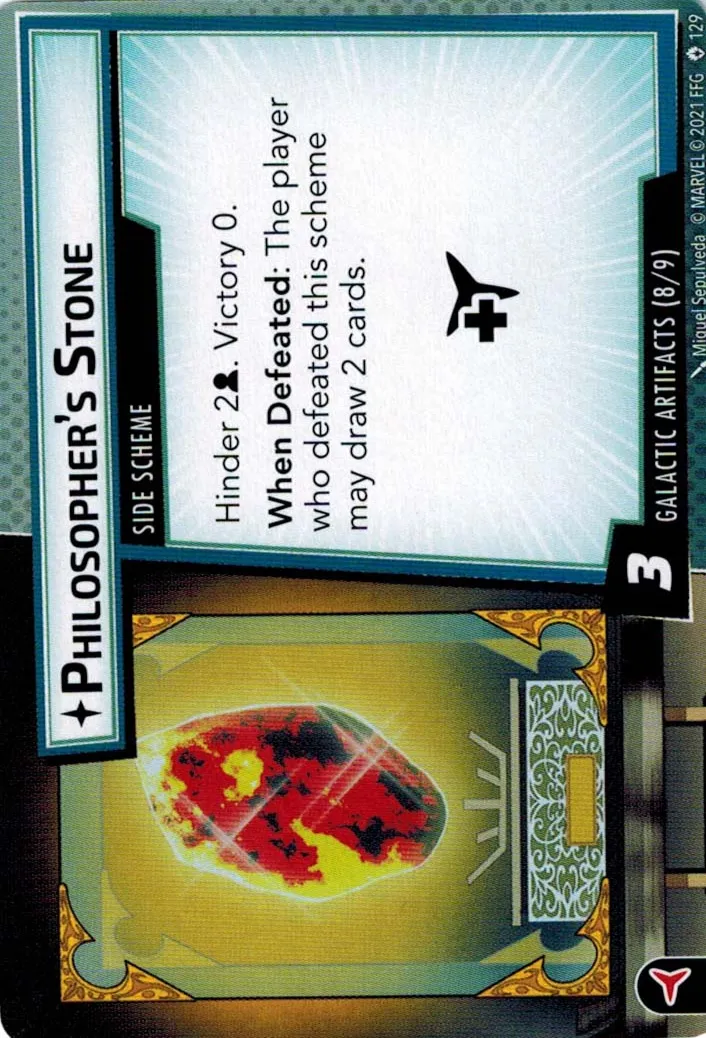 PHILOSOPHER'S STONE
SIDE SCHEME
Hinder 2. Victory 0.
When Defeated: The player
who defeated this scheme
may draw 2 cards.
3
GALACTIC ARTIFACTS (8/9)
Miguel Sepulveda © MARVEL © 2021 FFG 129